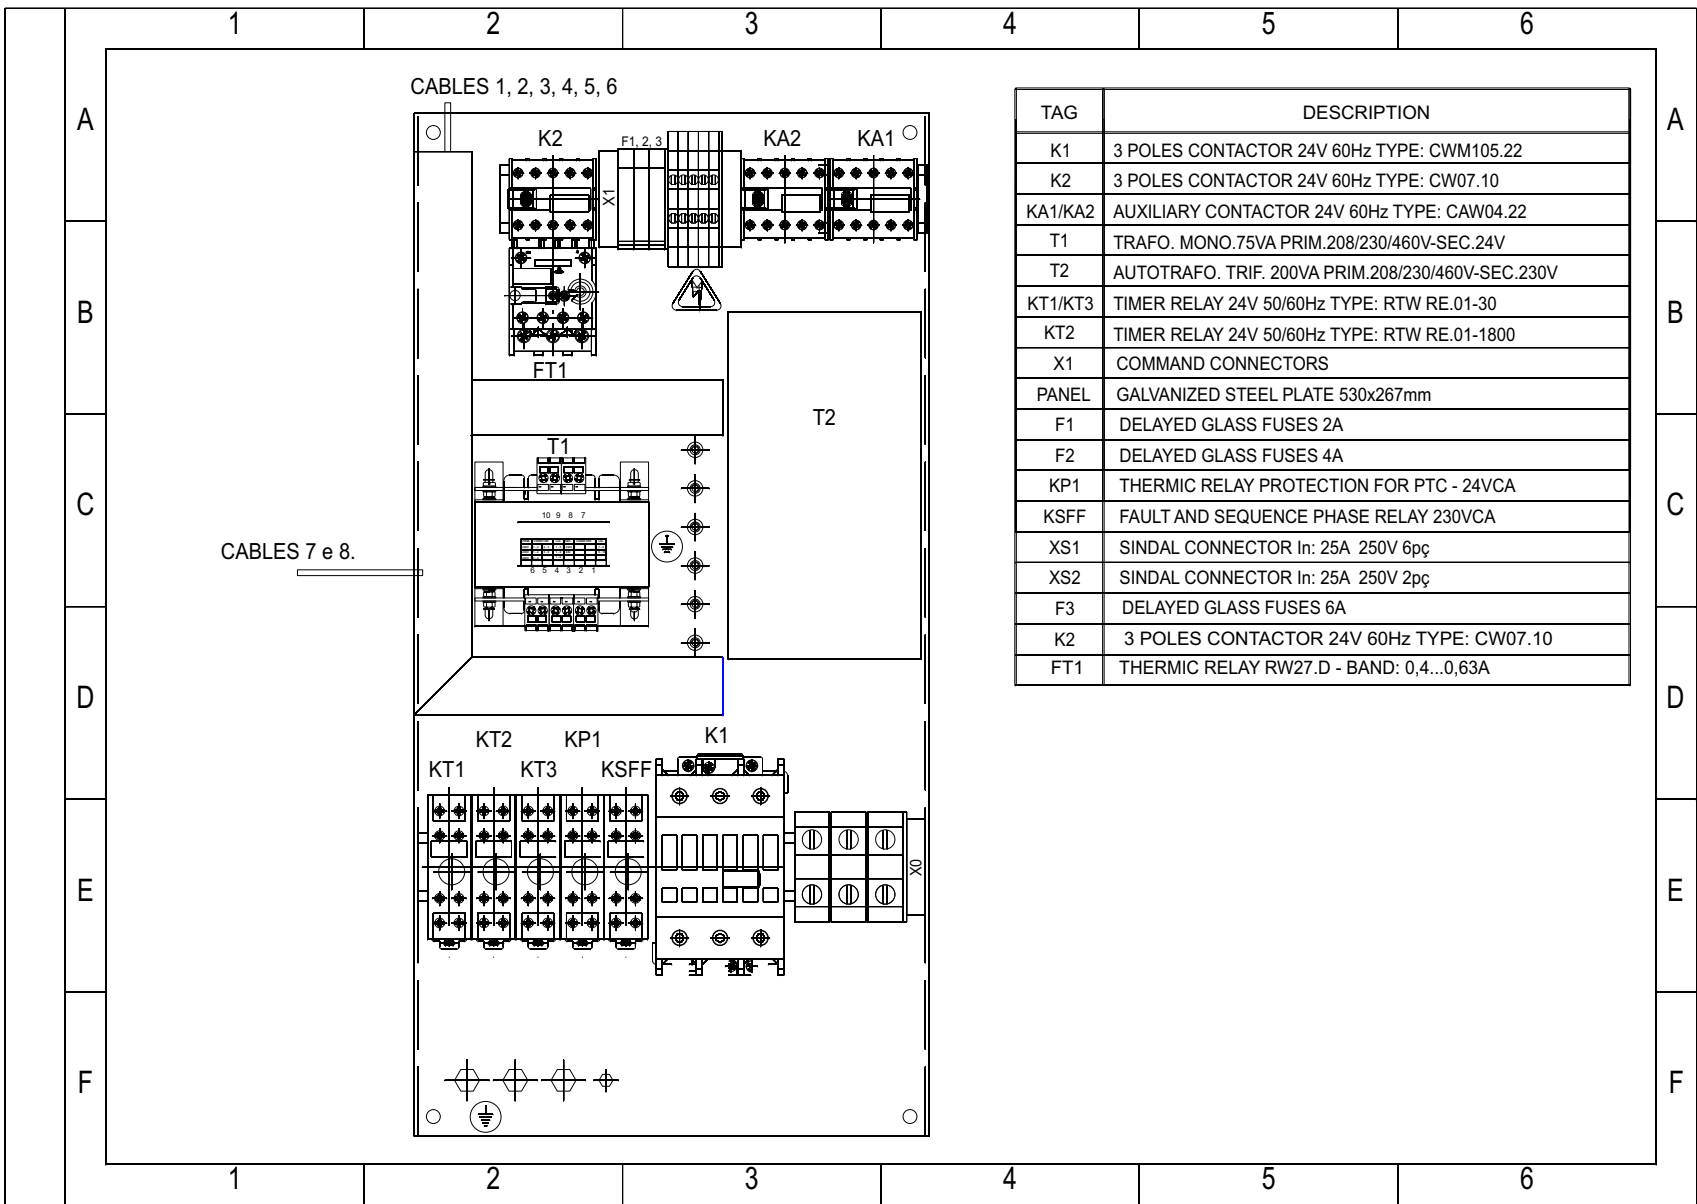 1 2 3 4 5 6
A
B
C
D
E
F
CABLES 1, 2, 3, 4, 5, 6
K2
F1, 2, 3
KA2
KA1
X1
FT1
T2
T1
10 9 8 7
6 5 4 3 2 1
CABLES 7 e 8.
KT2
KP1
K1
KT1
KT3
KSFF
X0
TAG DESCRIPTION
K1 3 POLES CONTACTOR 24V 60Hz TYPE: CWM105.22
K2 3 POLES CONTACTOR 24V 60Hz TYPE: CW07.10
KA1/KA2 AUXILIARY CONTACTOR 24V 60Hz TYPE: CAW04.22
T1 TRAFO. MONO.75VA PRIM.208/230/460V-SEC.24V
T2 AUTOTRAFO. TRIF. 200VA PRIM.208/230/460V-SEC.230V
KT1/KT3 TIMER RELAY 24V 50/60Hz TYPE: RTW RE.01-30
KT2 TIMER RELAY 24V 50/60Hz TYPE: RTW RE.01-1800
X1 COMMAND CONNECTORS
PANEL GALVANIZED STEEL PLATE 530x267mm
F1 DELAYED GLASS FUSES 2A
F2 DELAYED GLASS FUSES 4A
KP1 THERMIC RELAY PROTECTION FOR PTC - 24VCA
KSFF FAULT AND SEQUENCE PHASE RELAY 230VCA
XS1 SINDAL CONNECTOR In: 25A 250V 6pç
XS2 SINDAL CONNECTOR In: 25A 250V 2pç
F3 DELAYED GLASS FUSES 6A
K2 3 POLES CONTACTOR 24V 60Hz TYPE: CW07.10
FT1 THERMIC RELAY RW27.D - BAND: 0,4...0,63A
A
B
C
D
E
F
1 2 3 4 5 6